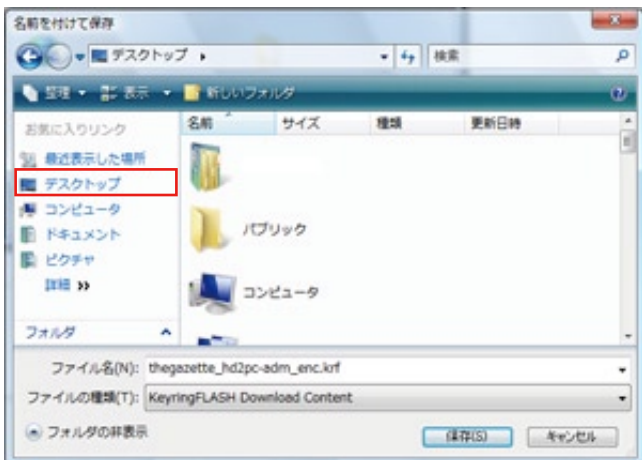 名前を付けて保存
デスクトップ
検索
整理 表示 新しいフォルダ
お気に入りリンク
名前 サイズ 種類 更新日時
最近表示した場所
デスクトップ
コンピュータ
ドキュメント
ピクチャ
詳細 >>
パブリック
コンピュータ
フォルダ
ファイル名(N): thegazette_hd2pc-adm_enc.krf
ファイルの種類(T): KeyringFLASH Download Content
フォルダの非表示
保存(S) キャンセル